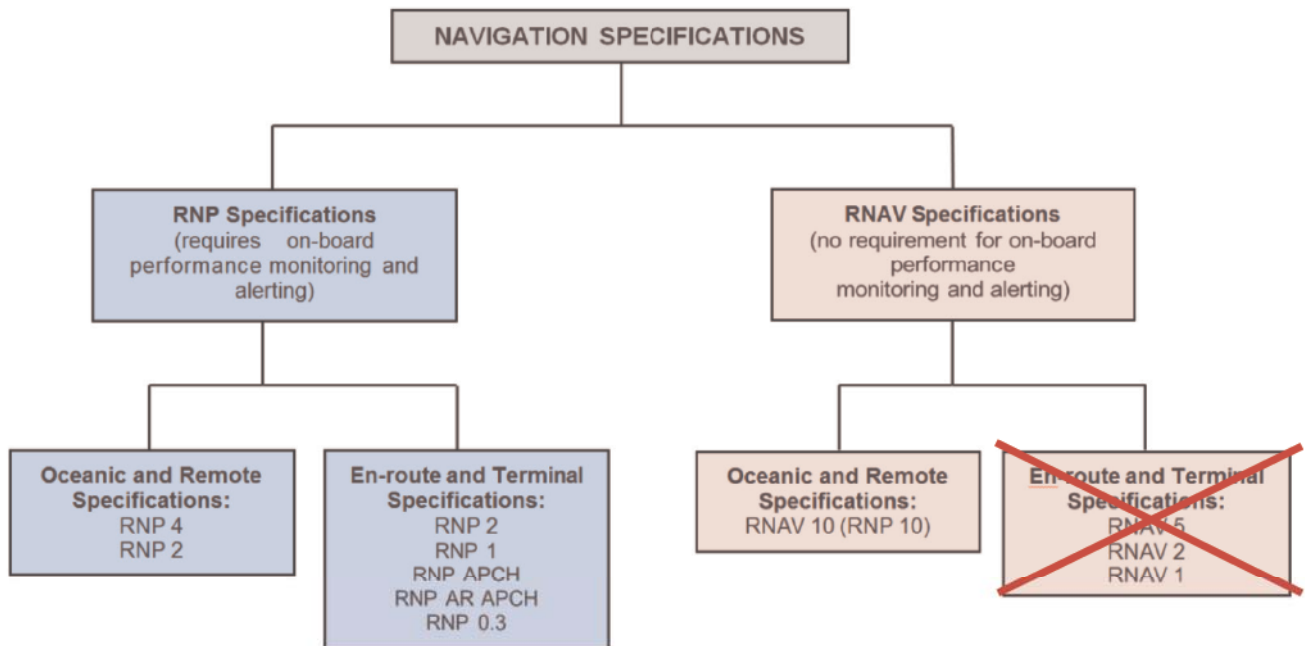 NAVIGATION SPECIFICATIONS
RNP Specifications
(requires on-board
performance monitoring and
alerting)
RNAV Specifications
(no requirement for on-board
performance
monitoring and alerting)
Oceanic and Remote
Specifications:
RNP 4
RNP 2
En-route and Terminal
Specifications:
RNP 2
RNP 1
RNP APCH
RNP AR APCH
RNP 0.3
Oceanic and Remote
Specifications:
RNAV 10 (RNP 10)
En-route and Terminal
Specifications:
RNAV 5
RNAV 2
RNAV 1